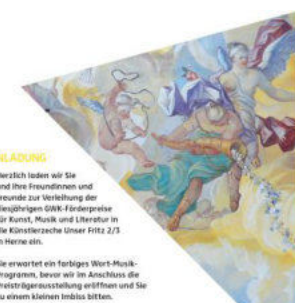 NLADUNG
erzlich laden wir Sie
nd Ihre Freundinnen und
reunde zur Verleihung der
iesjährigen GWK-Förderpreise
ür Kunst, Musik und Literatur in
ie Künstlerzeche Unser Fritz 2/3
n Herne ein.
ie erwartet ein farbiges Wort-Musik-
rogramm, bevor wir im Anschluss die
reisträgerausstellung eröffnen und Sie
u einem kleinen Imbiss bitten.